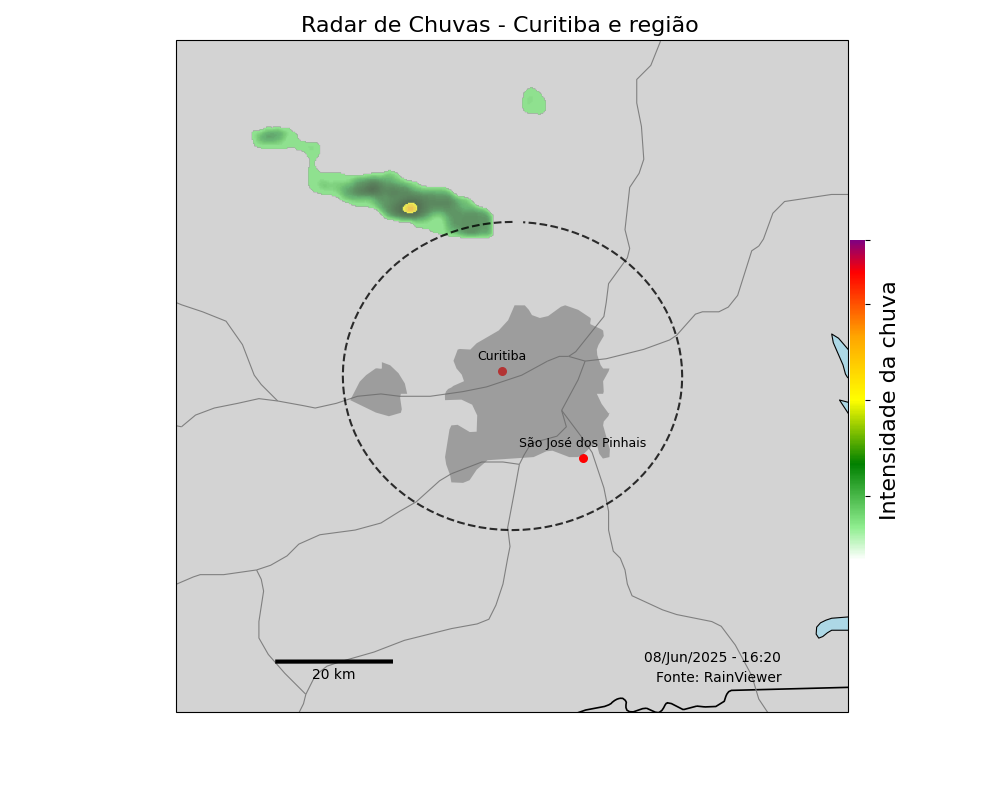 Radar de Chuvas - Curitiba e região
Curitiba
São José dos Pinhais
Intensidade da chuva
20 km
08/Jun/2025 - 16:20
Fonte: RainViewer